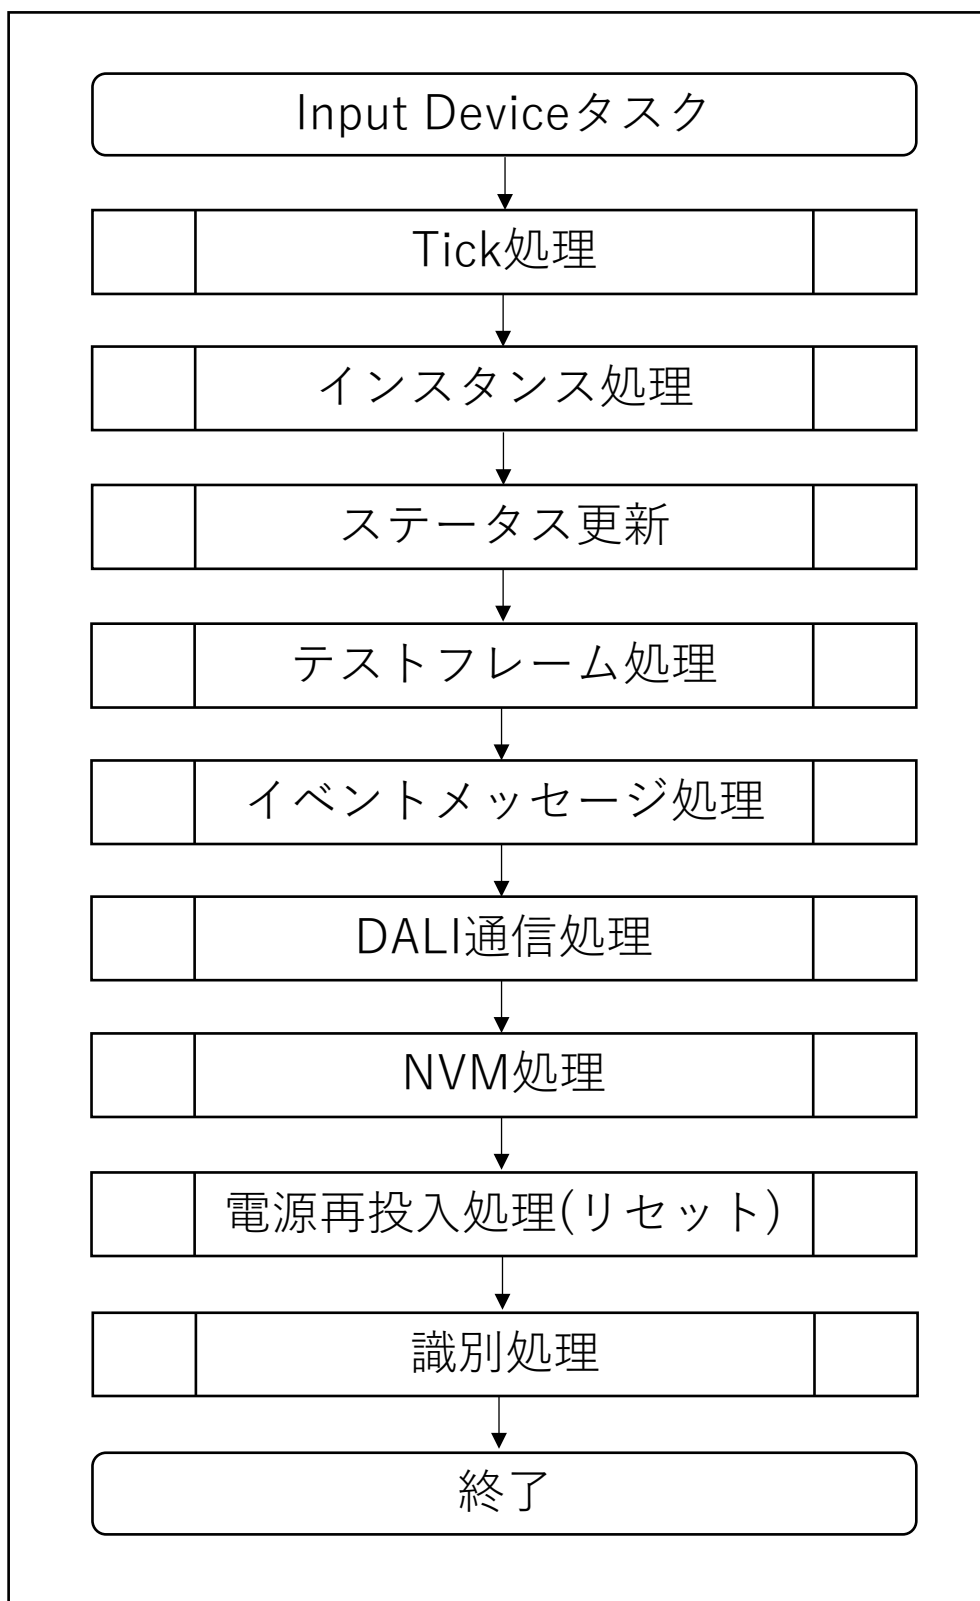 Input Deviceタスク
Tick処理
インスタンス処理
ステータス更新
テストフレーム処理
イベントメッセージ処理
DALI通信処理
NVM処理
電源再投入処理(リセット)
識別処理
終了